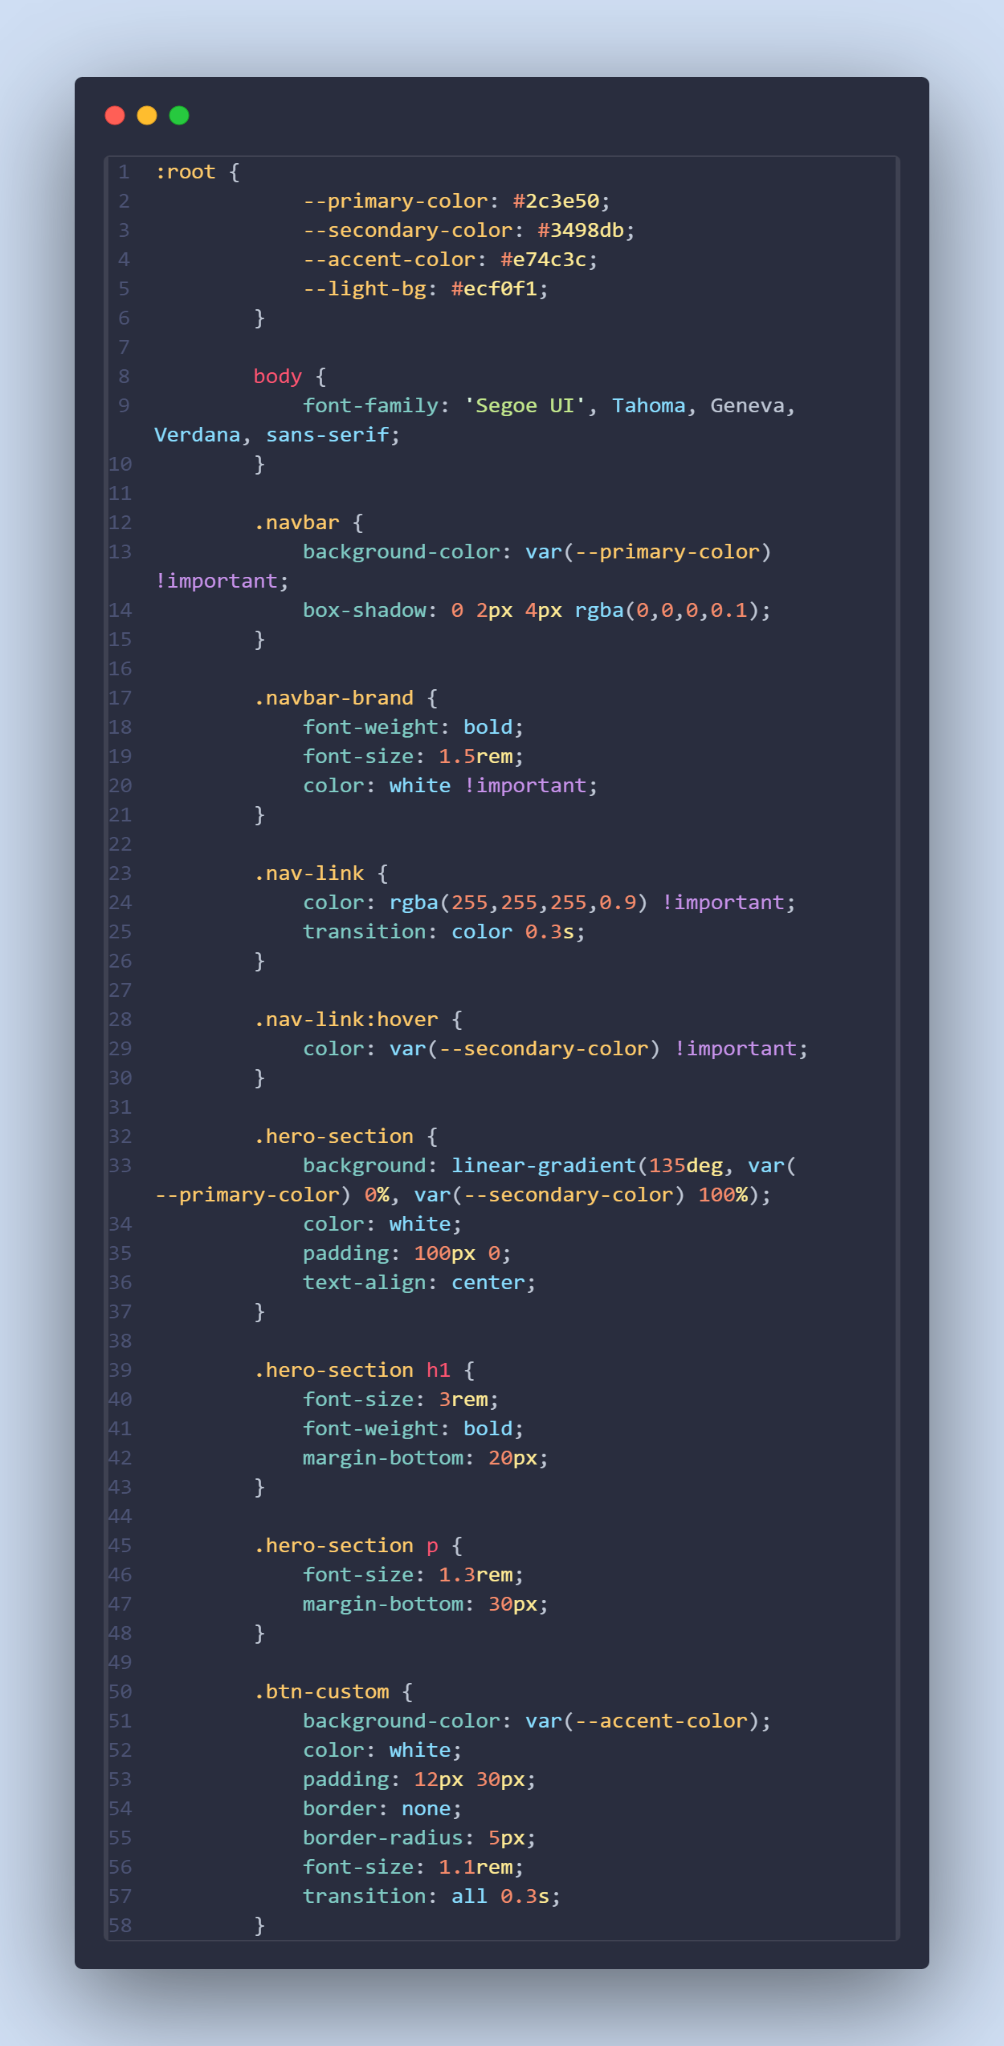 1 :root {
2 --primary-color: #2c3e50;
3 --secondary-color: #3498db;
4 --accent-color: #e74c3c;
5 --light-bg: #ecf0f1;
6 }
7
8 body {
9 font-family: 'Segoe UI', Tahoma, Geneva,
Verdana, sans-serif;
10 }
11
12 .navbar {
13 background-color: var(--primary-color)
!important;
14 box-shadow: 0 2px 4px rgba(0,0,0,0.1);
15 }
16
17 .navbar-brand {
18 font-weight: bold;
19 font-size: 1.5rem;
20 color: white !important;
21 }
22
23 .nav-link {
24 color: rgba(255,255,255,0.9) !important;
25 transition: color 0.3s;
26 }
27
28 .nav-link:hover {
29 color: var(--secondary-color) !important;
30 }
31
32 .hero-section {
33 background: linear-gradient(135deg, var(
--primary-color) 0%, var(--secondary-color) 100%);
34 color: white;
35 padding: 100px 0;
36 text-align: center;
37 }
38
39 .hero-section h1 {
40 font-size: 3rem;
41 font-weight: bold;
42 margin-bottom: 20px;
43 }
44
45 .hero-section p {
46 font-size: 1.3rem;
47 margin-bottom: 30px;
48 }
49
50 .btn-custom {
51 background-color: var(--accent-color);
52 color: white;
53 padding: 12px 30px;
54 border: none;
55 border-radius: 5px;
56 font-size: 1.1rem;
57 transition: all 0.3s;
58 }